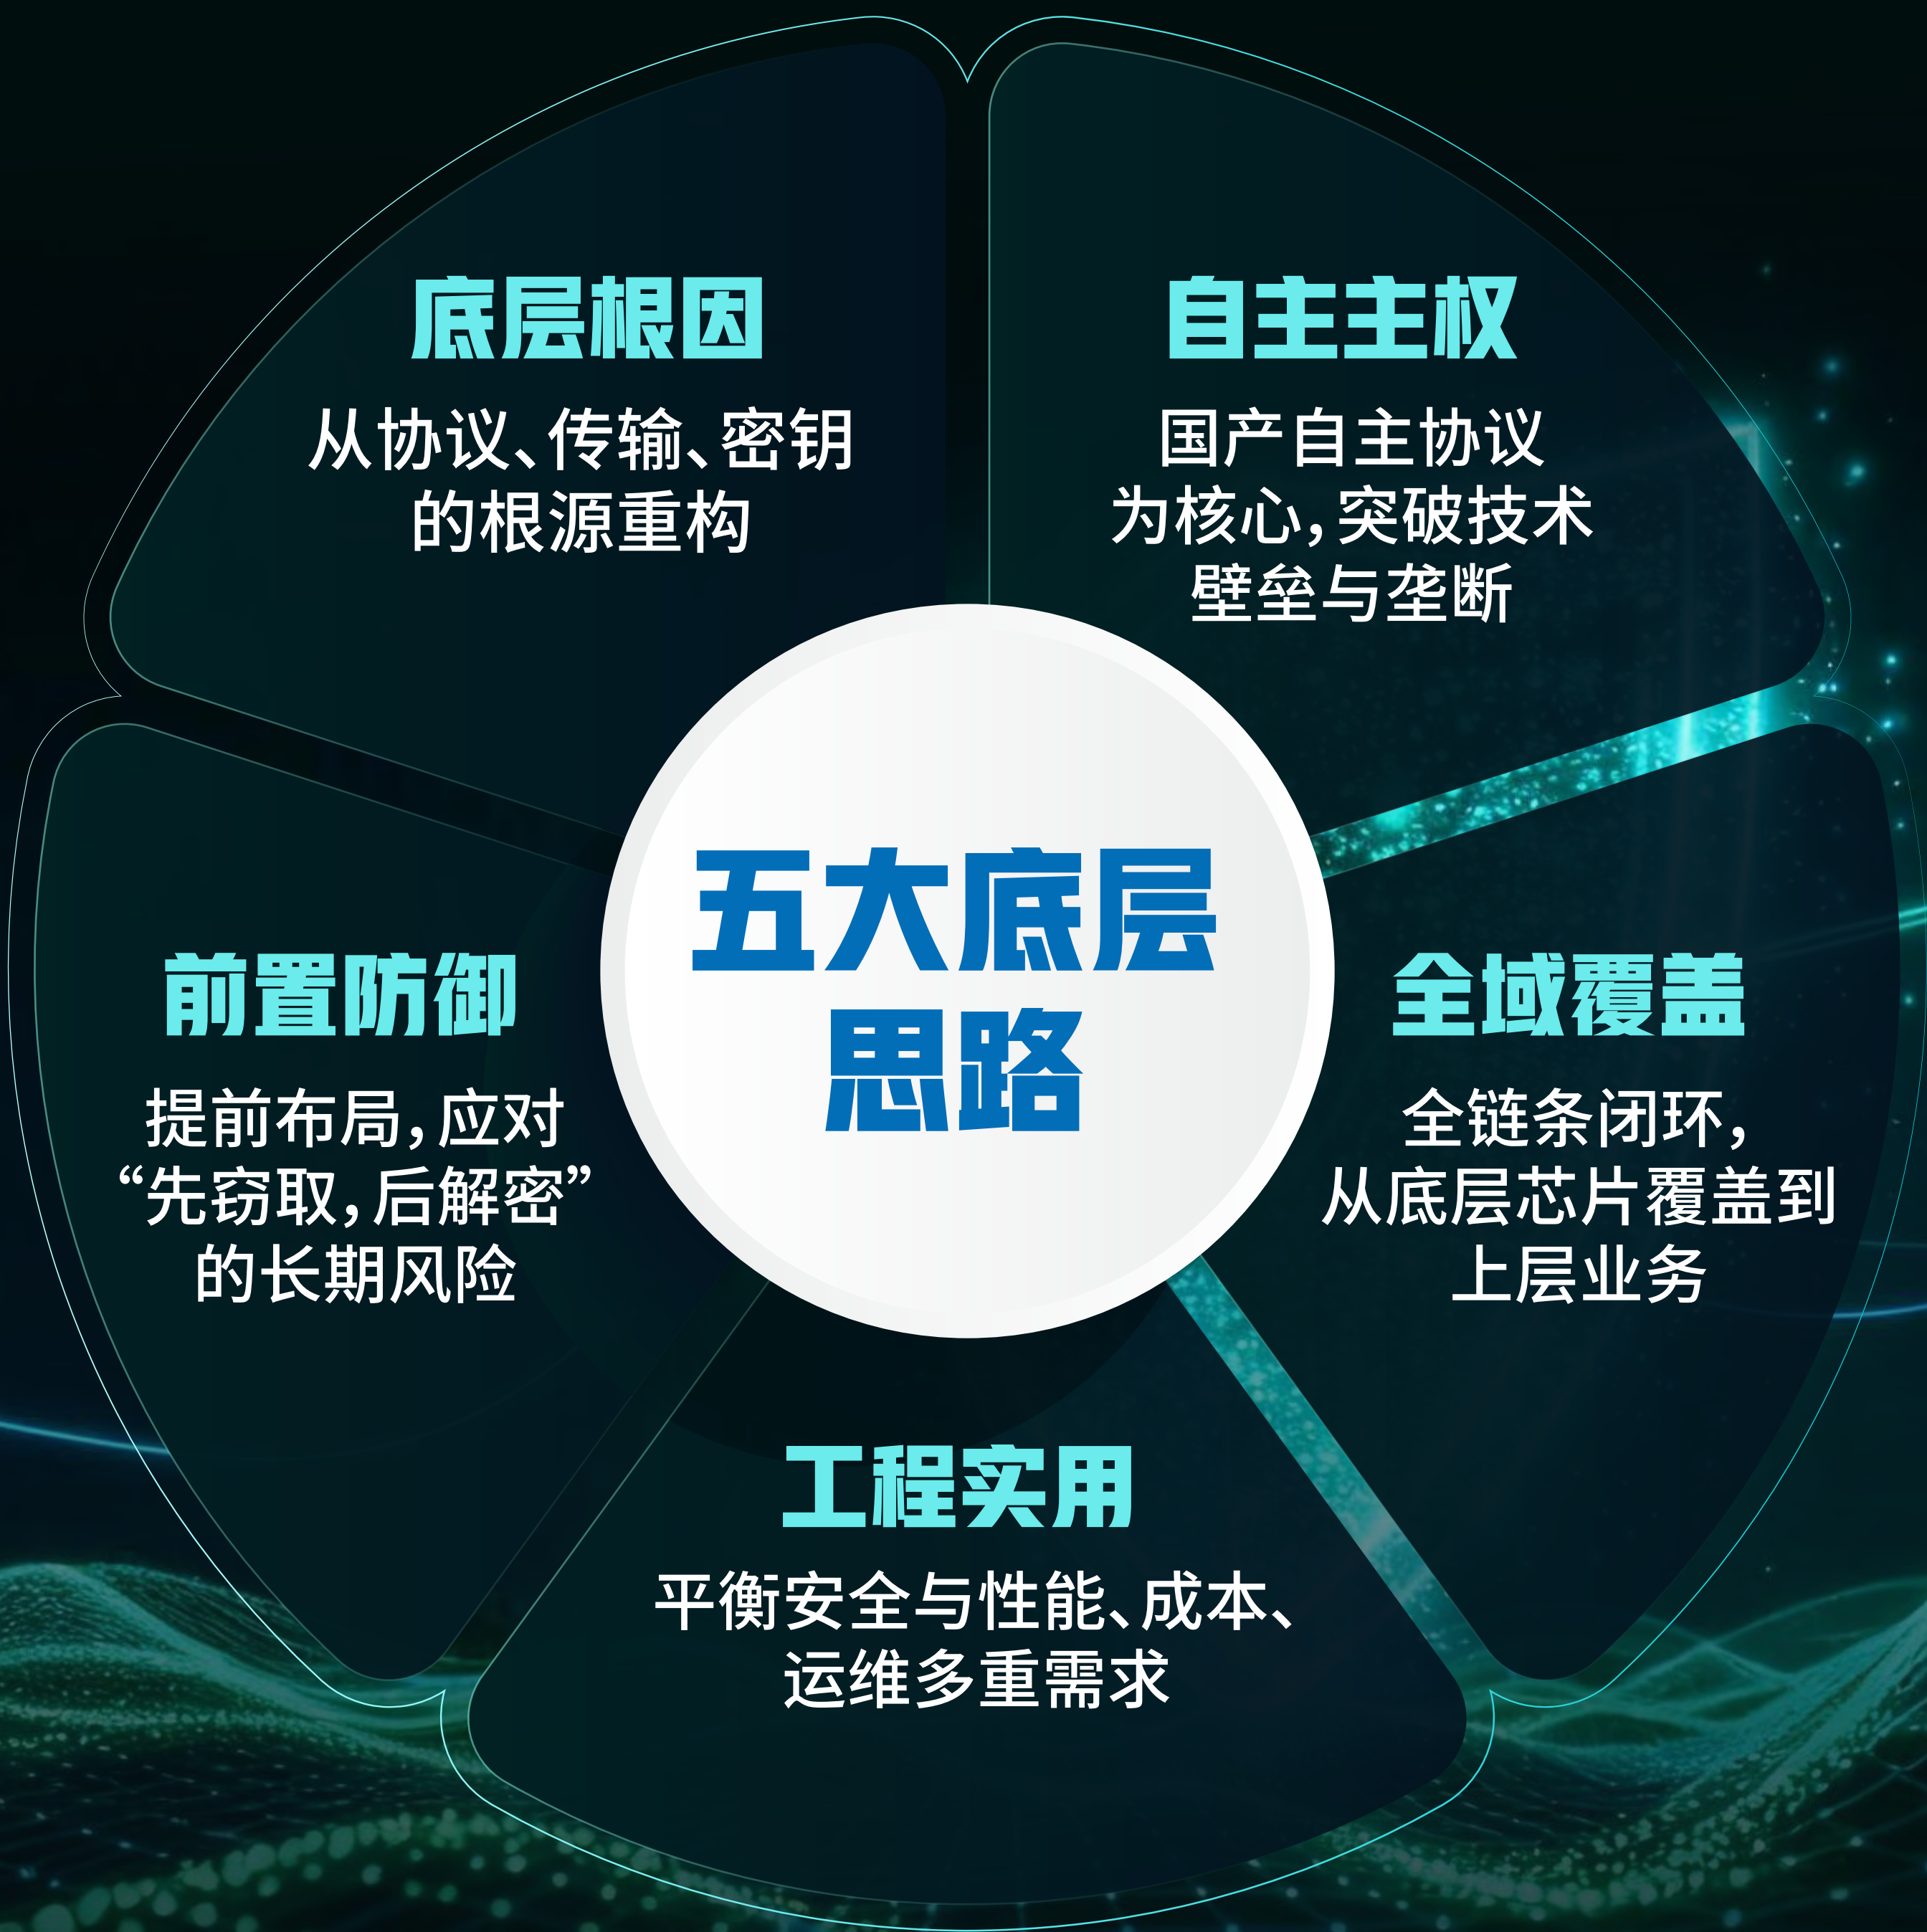 底层根因
从协议、传输、密钥
的根源重构
自主主权
国产自主协议
为核心，突破技术
壁垒与垄断
五大底层
思路
前置防御
提前布局，应对
“先窃取，后解密”
的长期风险
全域覆盖
全链条闭环，
从底层芯片覆盖到
上层业务
工程实用
平衡安全与性能、成本、
运维多重需求